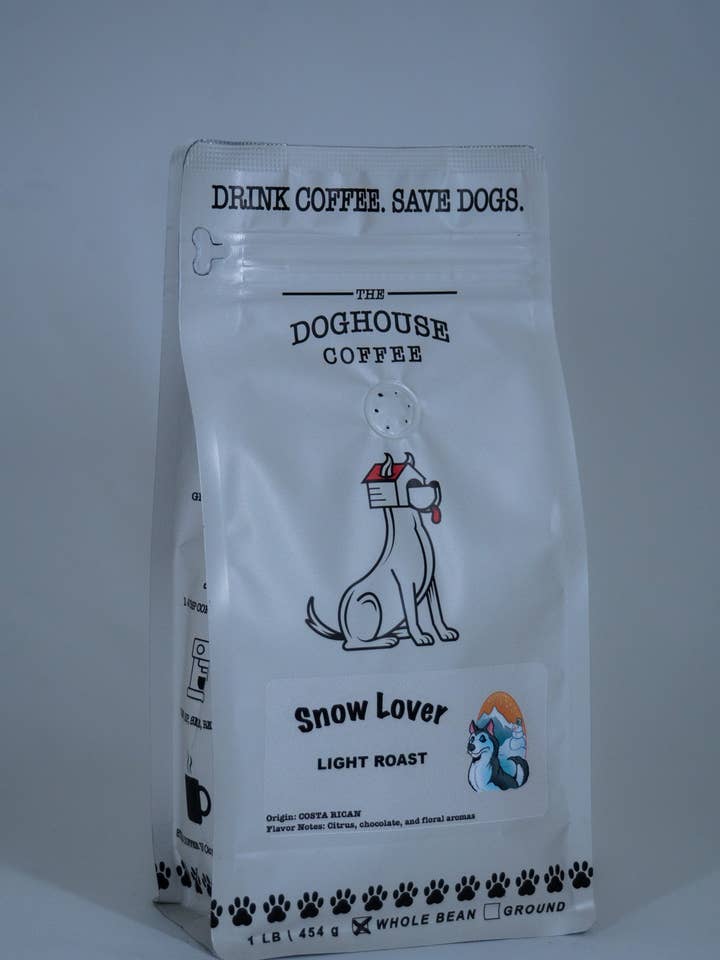 DRINK COFFEE. SAVE DOGS.
THE
DOGHOUSE
COFFEE
Snow Lover
LIGHT ROAST
Origin: COSTA RICAN
Flavor Notes: Citrus, chocolate, and floral aromas
1 LB \ 454 g WHOLE BEAN GROUND